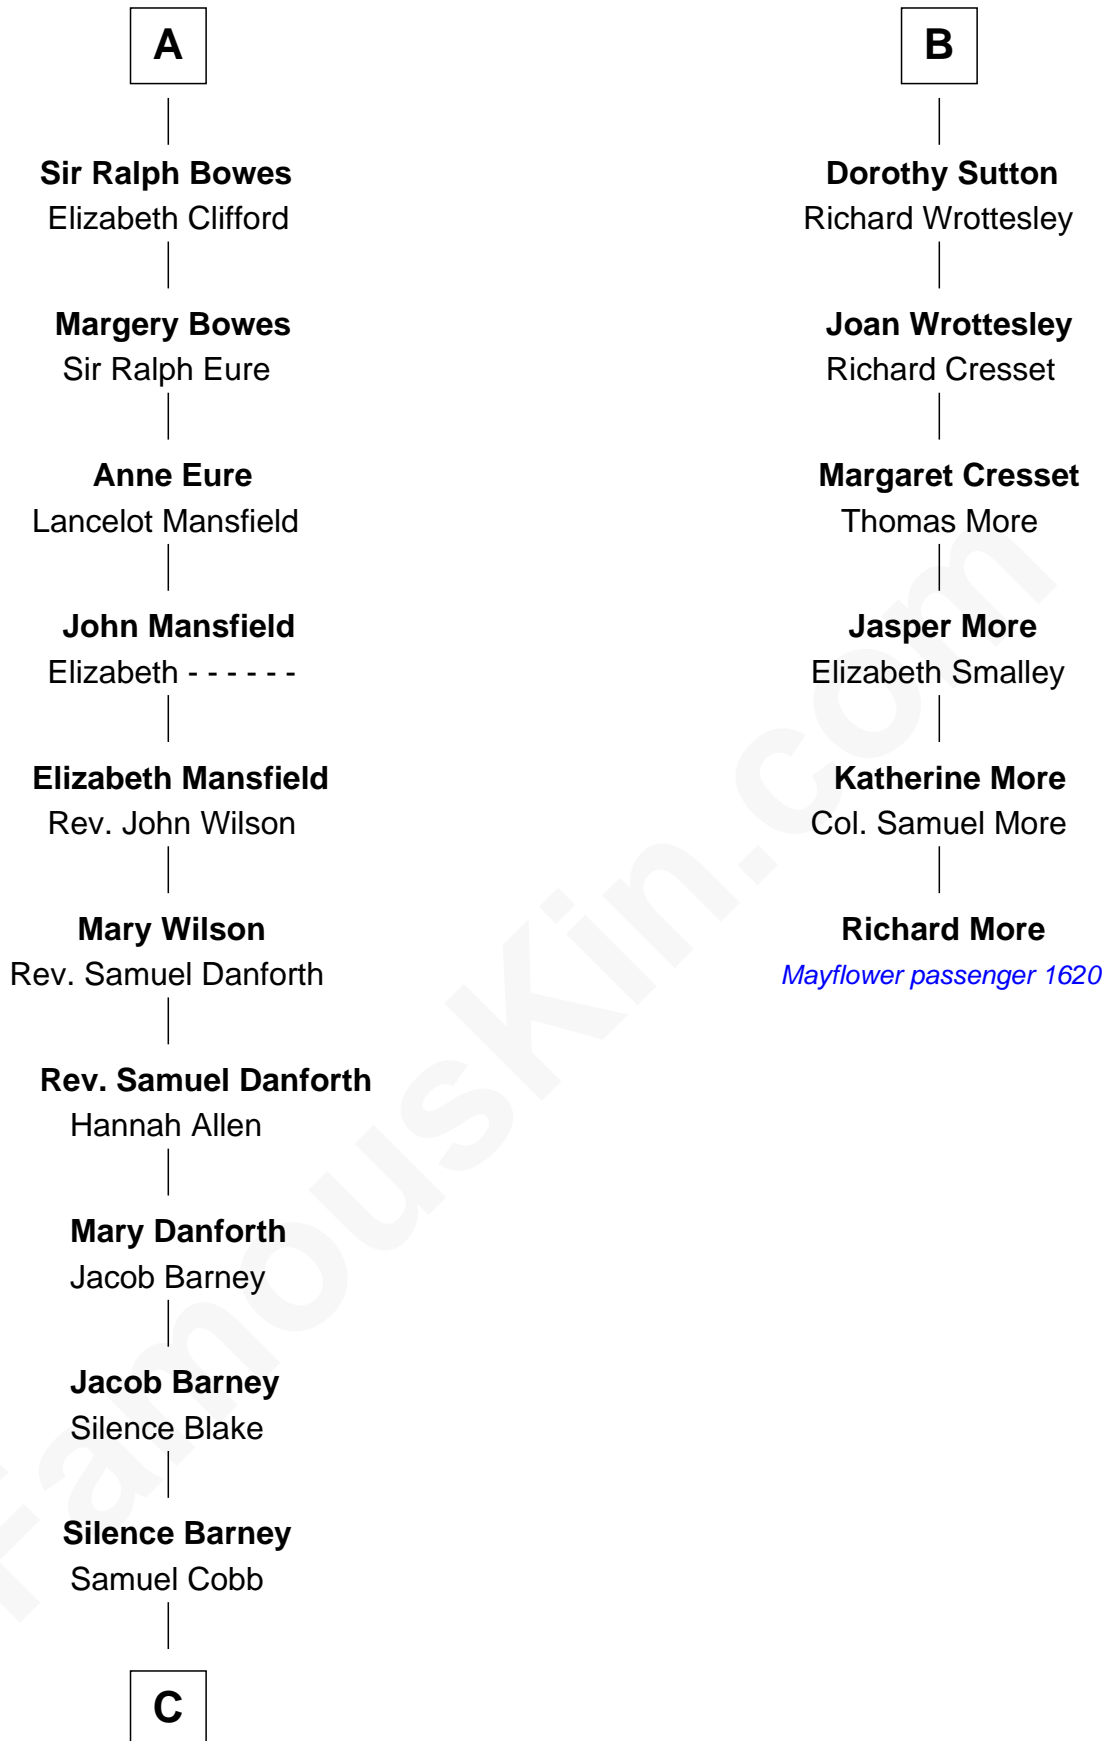 A
Sir Ralph Bowes
Elizabeth Clifford
Margery Bowes
Sir Ralph Eure
Anne Eure
Lancelot Mansfield
John Mansfield
Elizabeth - - - - - -
Elizabeth Mansfield
Rev. John Wilson
Mary Wilson
Rev. Samuel Danforth
Rev. Samuel Danforth
Hannah Allen
Mary Danforth
Jacob Barney
Jacob Barney
Silence Blake
Silence Barney
Samuel Cobb
C
B
Dorothy Sutton
Richard Wrottesley
Joan Wrottesley
Richard Cresset
Margaret Cresset
Thomas More
Jasper More
Elizabeth Smalley
Katherine More
Col. Samuel More
Richard More
Mayflower passenger 1620
FamousKin.com